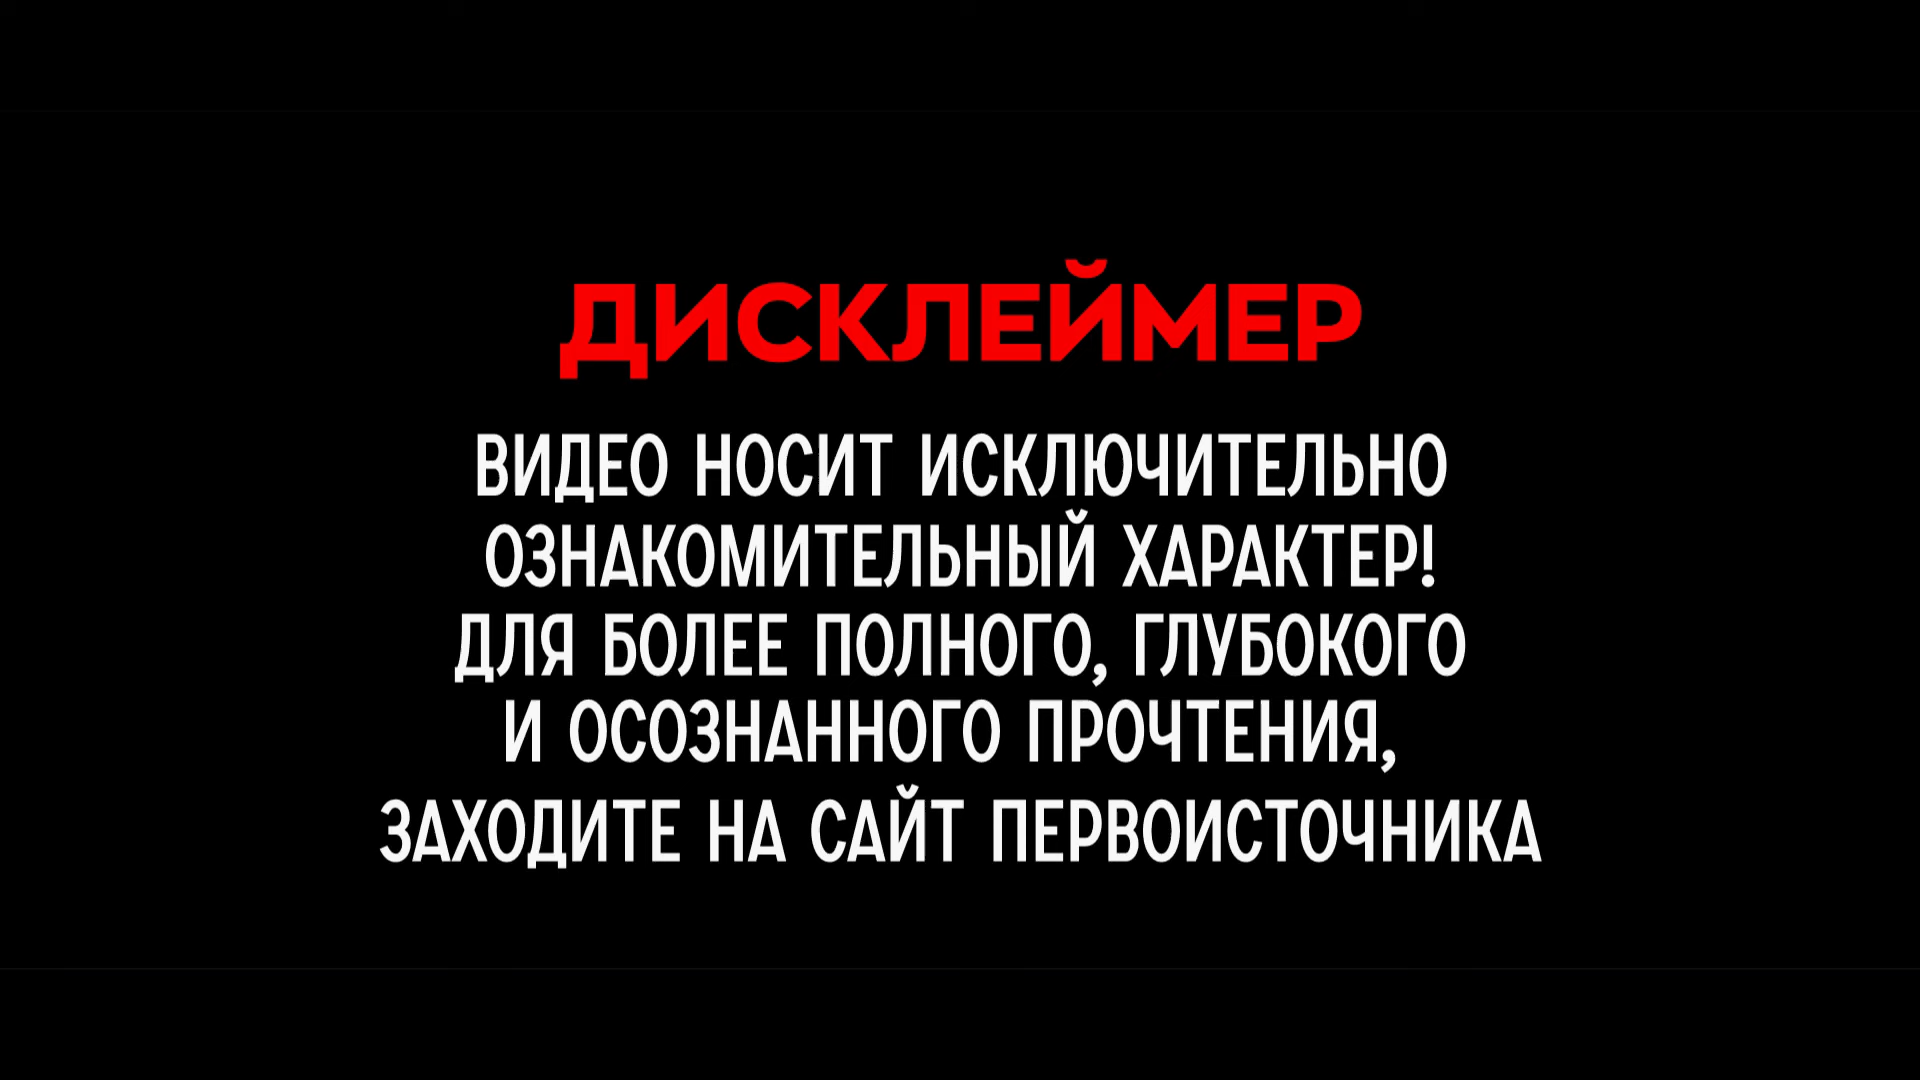 ДИСКЛЕЙМЕР
ВИДЕО НОСИТ ИСКЛЮЧИТЕЛЬНО
ОЗНАКОМИТЕЛЬНЫЙ ХАРАКТЕР!
ДЛЯ БОЛЕЕ ПОЛНОГО, ГЛУБОКОГО
И ОСОЗНАННОГО ПРОЧТЕНИЯ,
ЗАХОДИТЕ НА САЙТ ПЕРВОИСТОЧНИКА